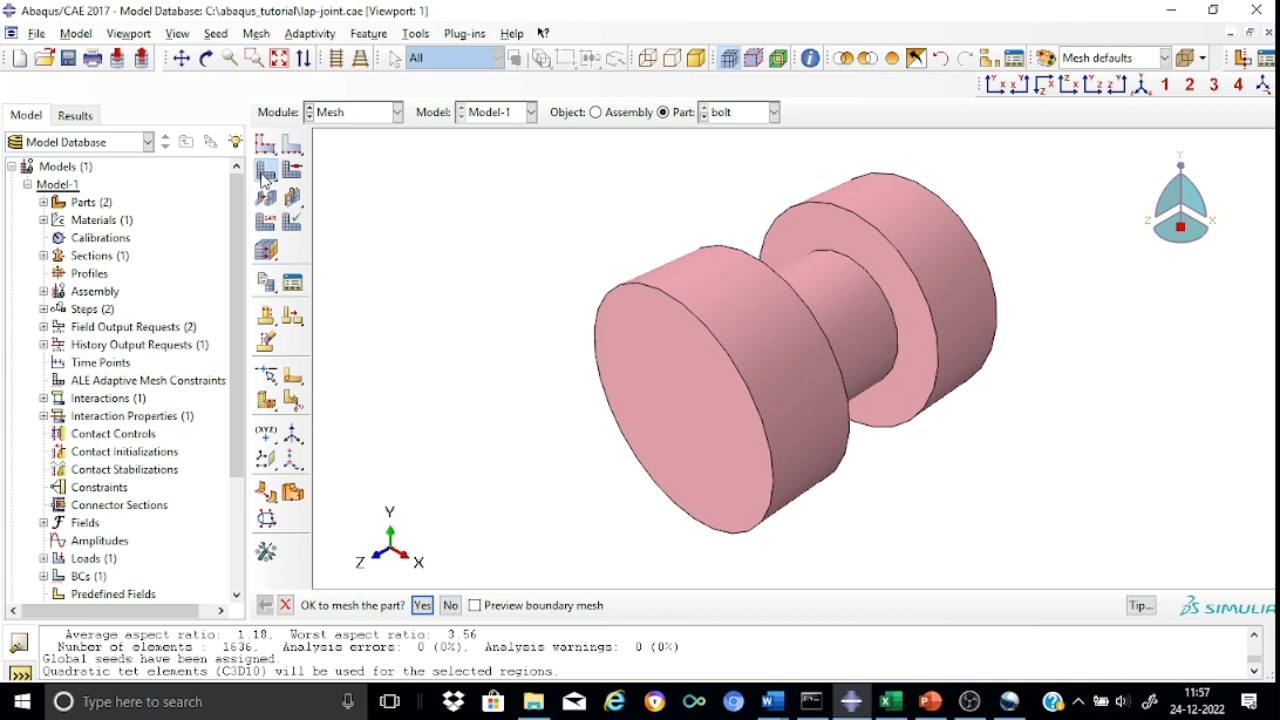 Abaqus/CAE 2017 - Model Database: C:\abaqus_tutorial\lap-joint.cae [Viewport: 1]
File Model Viewport View Seed Mesh Adaptivity Feature Tools Plug-ins Help
All Mesh defaults
1 2 3 4
Model Results Module: Mesh Model: Model-1 Object: Assembly Part: bolt
Model Database
Models (1)
Model-1
Parts (2)
Materials (1)
Calibrations
Sections (1)
Profiles
Assembly
Steps (2)
Field Output Requests (2)
History Output Requests (1)
Time Points
ALE Adaptive Mesh Constraints
Interactions (1)
Interaction Properties (1)
Contact Controls
Contact Initializations
Contact Stabilizations
Constraints
Connector Sections
Fields
Amplitudes
Loads (1)
BCs (1)
Predefined Fields
(XYZ)
Y
Z X
Y
Z X
OK to mesh the part? Yes No Preview boundary mesh Tip... SIMULIA
Average aspect ratio: 1.18, Worst aspect ratio: 3.56
Number of elements : 1636, Analysis errors: 0 (0%), Analysis warnings: 0 (0%)
Global seeds have been assigned.
Quadratic tet elements (C3D10) will be used for the selected regions.
>>>
Type here to search
11:57
24-12-2022